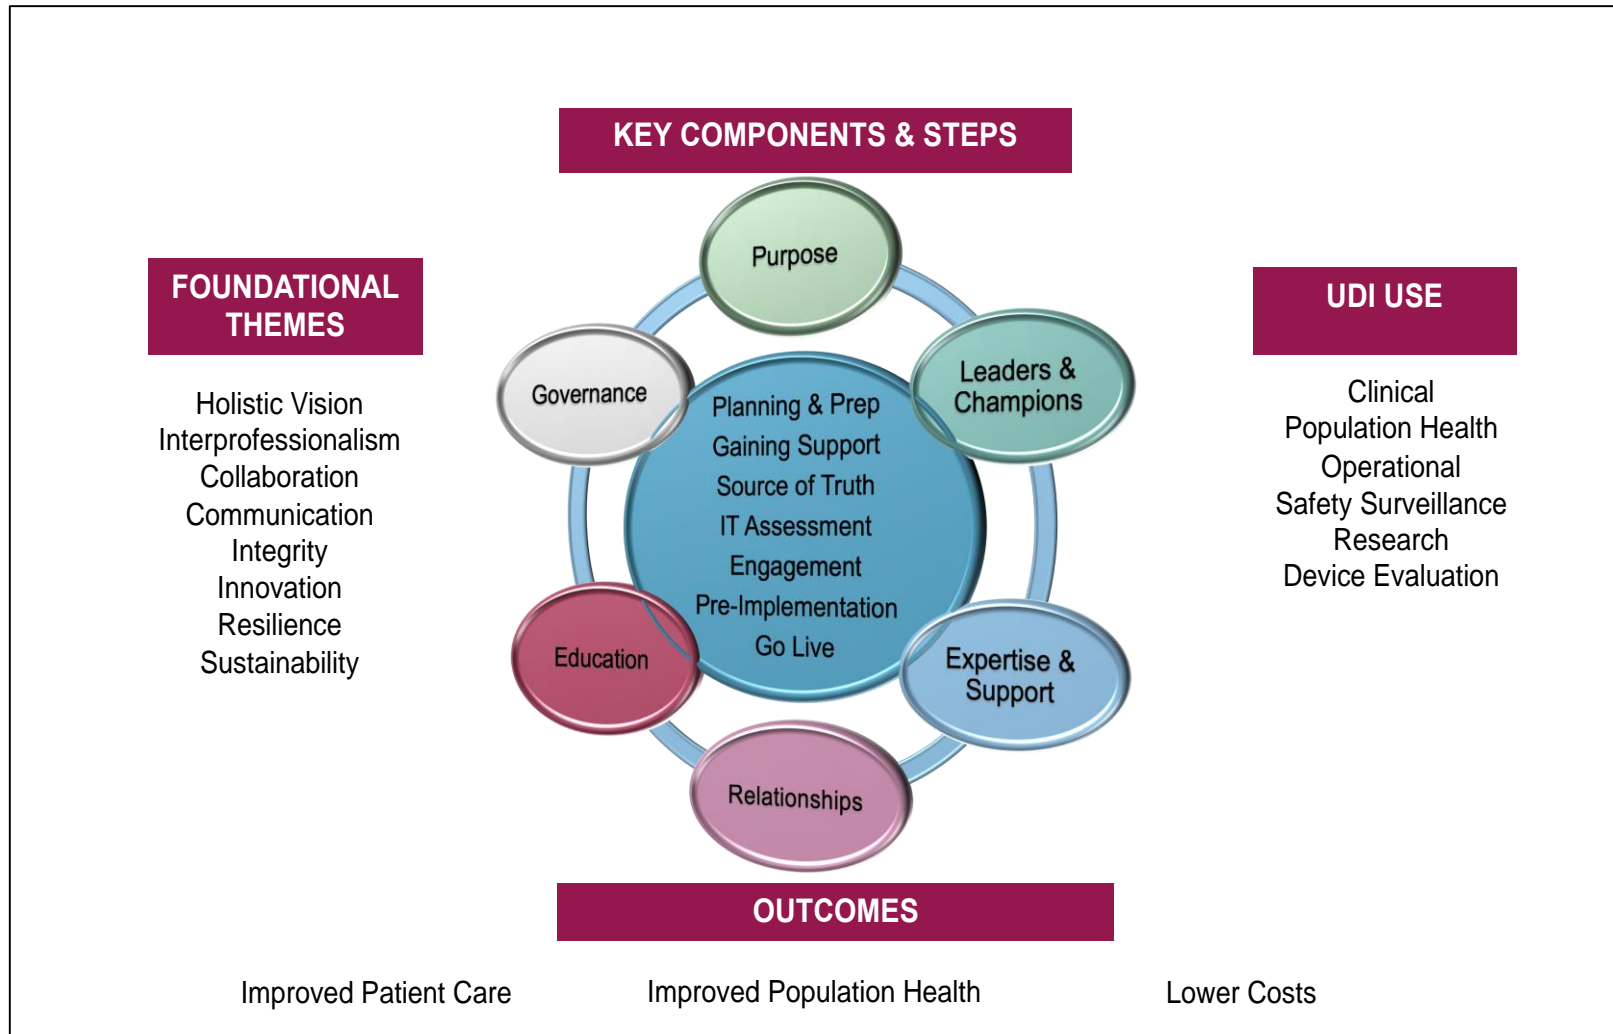 KEY COMPONENTS & STEPS
FOUNDATIONAL
THEMES
Holistic Vision
Interprofessionalism
Collaboration
Communication
Integrity
Innovation
Resilience
Sustainability
Purpose
Governance
Leaders &
Champions
Planning & Prep
Gaining Support
Source of Truth
IT Assessment
Engagement
Pre-Implementation
Go Live
Education
Expertise &
Support
Relationships
UDI USE
Clinical
Population Health
Operational
Safety Surveillance
Research
Device Evaluation
OUTCOMES
Improved Patient Care
Improved Population Health
Lower Costs